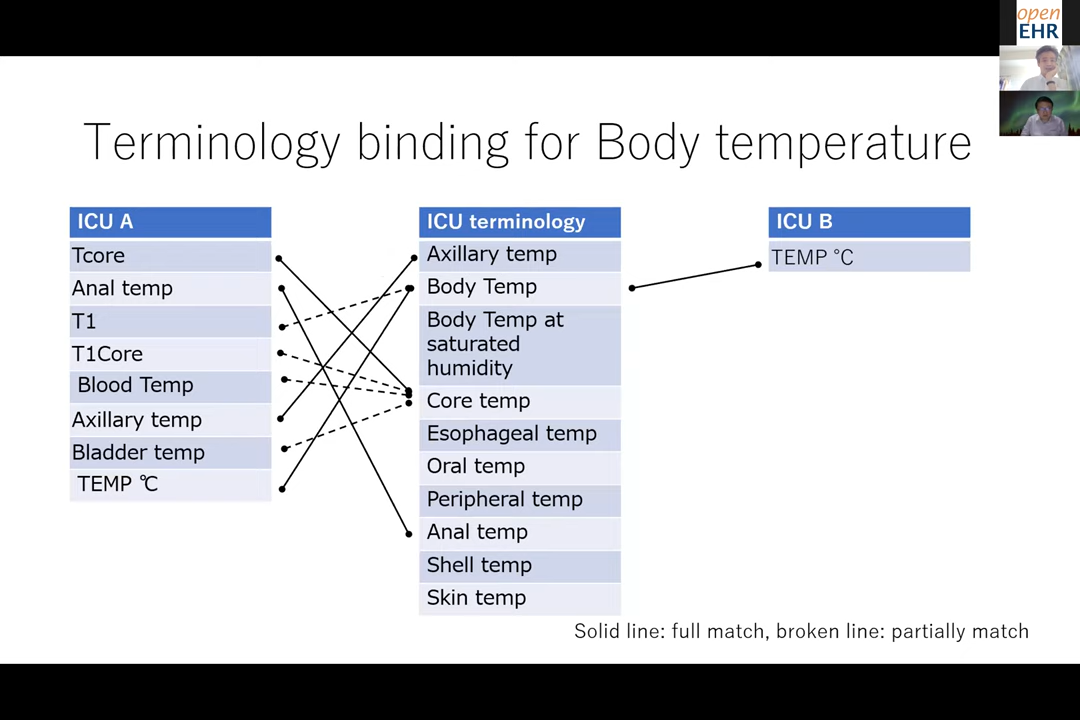 open
EHR
Terminology binding for Body temperature
ICU A
Tcore
Anal temp
T1
T1Core
Blood Temp
Axillary temp
Bladder temp
TEMP ℃
ICU terminology
Axillary temp
Body Temp
Body Temp at
saturated
humidity
Core temp
Esophageal temp
Oral temp
Peripheral temp
Anal temp
Shell temp
Skin temp
ICU B
TEMP °C
Solid line: full match, broken line: partially match